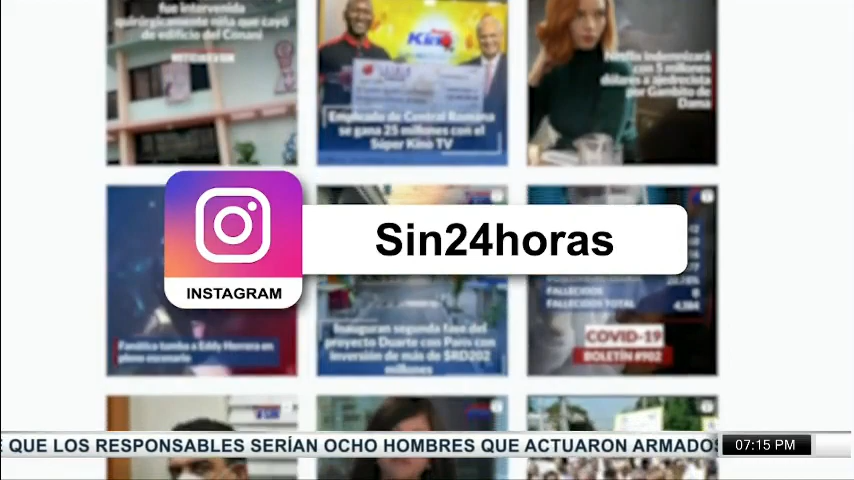 fue intervenida
quirúrgicamente niña que cayó
de edificio del Conani
Kino
Empleado de Central Romana
se gana 25 millones con el
Súper Kino TV
Netflix indemnizará
con 5 millones
dólares a ajedrecista
por Gambito de
Dama
Sin24horas
INSTAGRAM
FALLECIDOS 0
FALLECIDOS TOTAL 4,384
Fanático tumba a Eddy Herrera en
pleno escenario
Inauguran segunda fase del
proyecto Duarte con París con
inversión de más de $RD202
millones
COVID-19
BOLETÍN #902
E QUE LOS RESPONSABLES SERÍAN OCHO HOMBRES QUE ACTUARON ARMADOS
07:15 PM